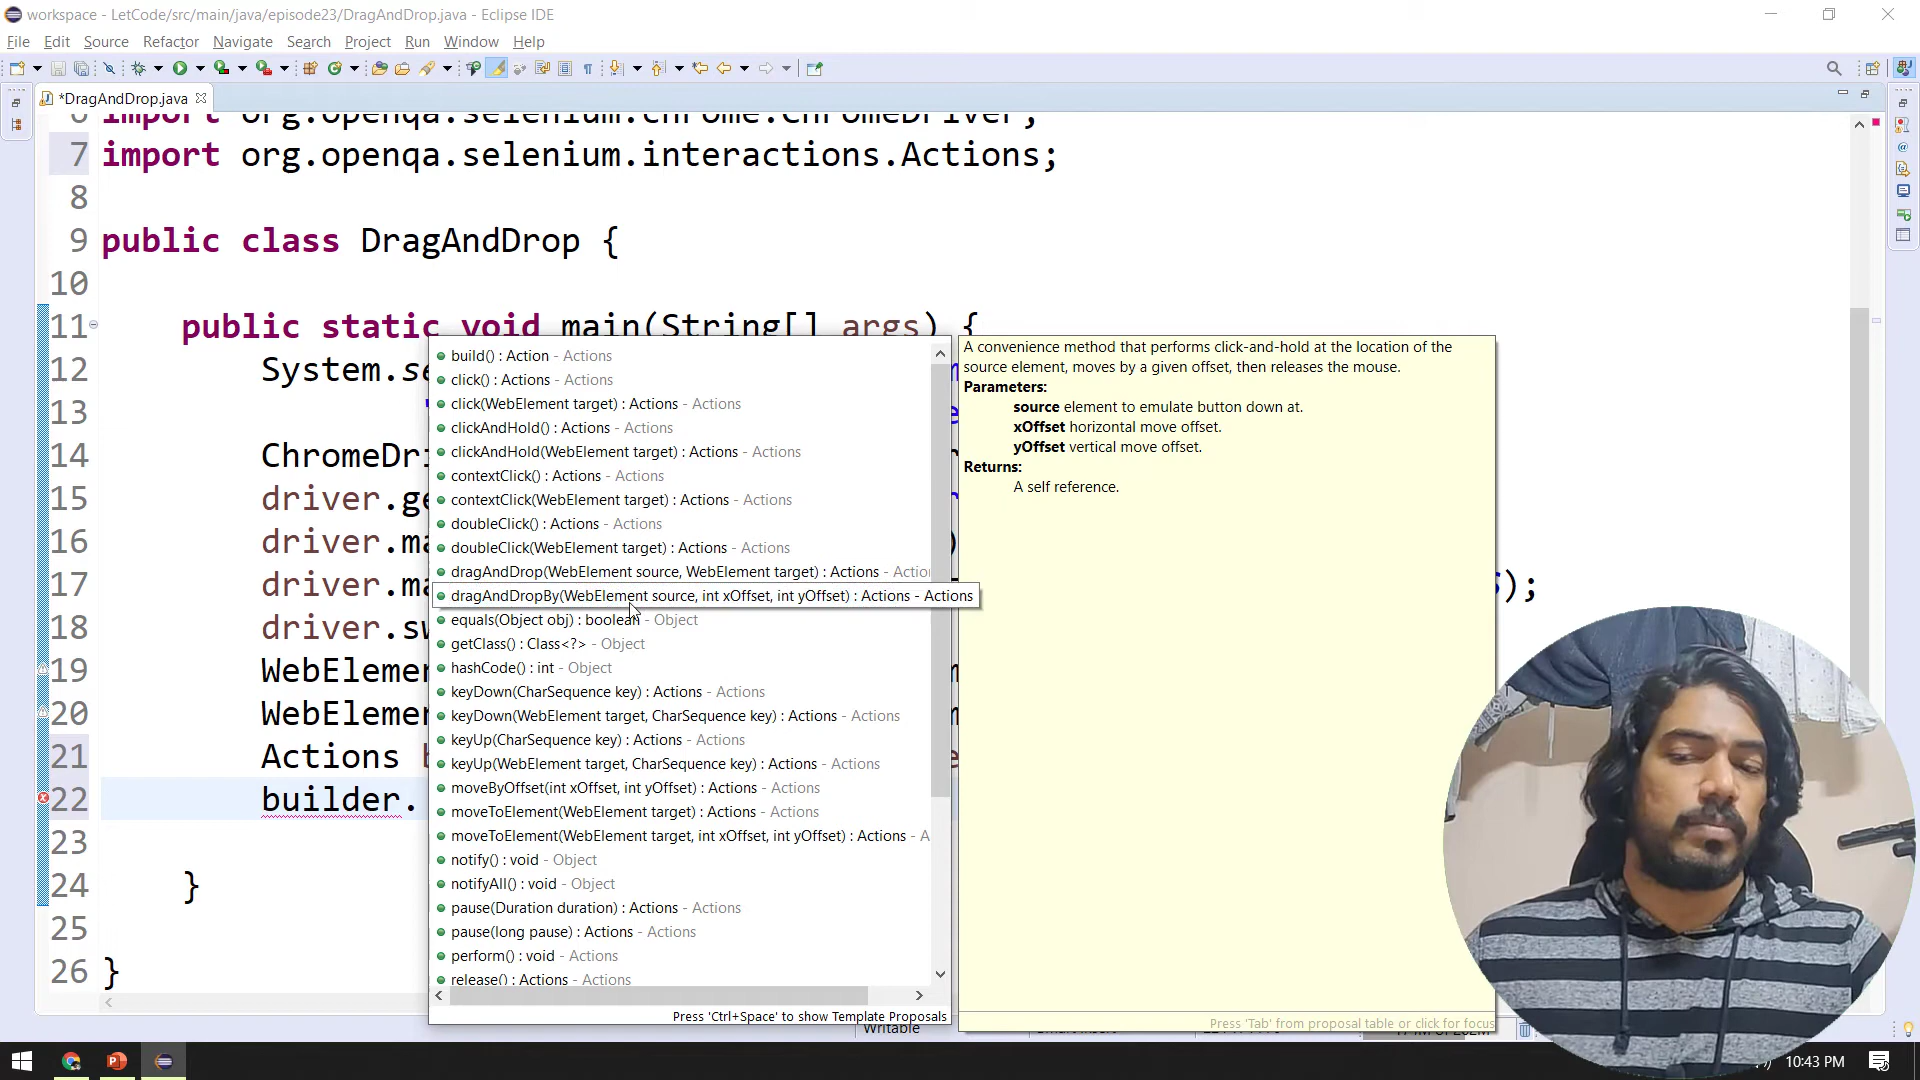 workspace - LetCode/src/main/java/episode23/DragAndDrop.java - Eclipse IDE
File Edit Source Refactor Navigate Search Project Run Window Help
*DragAndDrop.java
6 import org.openqa.selenium.chrome.ChromeDriver;
7 import org.openqa.selenium.interactions.Actions;
8
9 public class DragAndDrop {
10
11 public static void main(String[] args) {
12 System.se
13
14 ChromeDri
15 driver.ge
16 driver.ma
17 driver.ma );
18 driver.sw
19 WebElemen
20 WebElemen
21 Actions b
22 builder.
23
24 }
25
26 }
build() : Action - Actions
click() : Actions - Actions
click(WebElement target) : Actions - Actions
clickAndHold() : Actions - Actions
clickAndHold(WebElement target) : Actions - Actions
contextClick() : Actions - Actions
contextClick(WebElement target) : Actions - Actions
doubleClick() : Actions - Actions
doubleClick(WebElement target) : Actions - Actions
dragAndDrop(WebElement source, WebElement target) : Actions - Actio
dragAndDropBy(WebElement source, int xOffset, int yOffset) : Actions - Actions
equals(Object obj) : boolean - Object
getClass() : Class<?> - Object
hashCode() : int - Object
keyDown(CharSequence key) : Actions - Actions
keyDown(WebElement target, CharSequence key) : Actions - Actions
keyUp(CharSequence key) : Actions - Actions
keyUp(WebElement target, CharSequence key) : Actions - Actions
moveByOffset(int xOffset, int yOffset) : Actions - Actions
moveToElement(WebElement target) : Actions - Actions
moveToElement(WebElement target, int xOffset, int yOffset) : Actions - A
notify() : void - Object
notifyAll() : void - Object
pause(Duration duration) : Actions - Actions
pause(long pause) : Actions - Actions
perform() : void - Actions
release() : Actions - Actions
Press 'Ctrl+Space' to show Template Proposals
A convenience method that performs click-and-hold at the location of the
source element, moves by a given offset, then releases the mouse.
Parameters:
source element to emulate button down at.
xOffset horizontal move offset.
yOffset vertical move offset.
Returns:
A self reference.
Press 'Tab' from proposal table or click for focus
Writable
10:43 PM